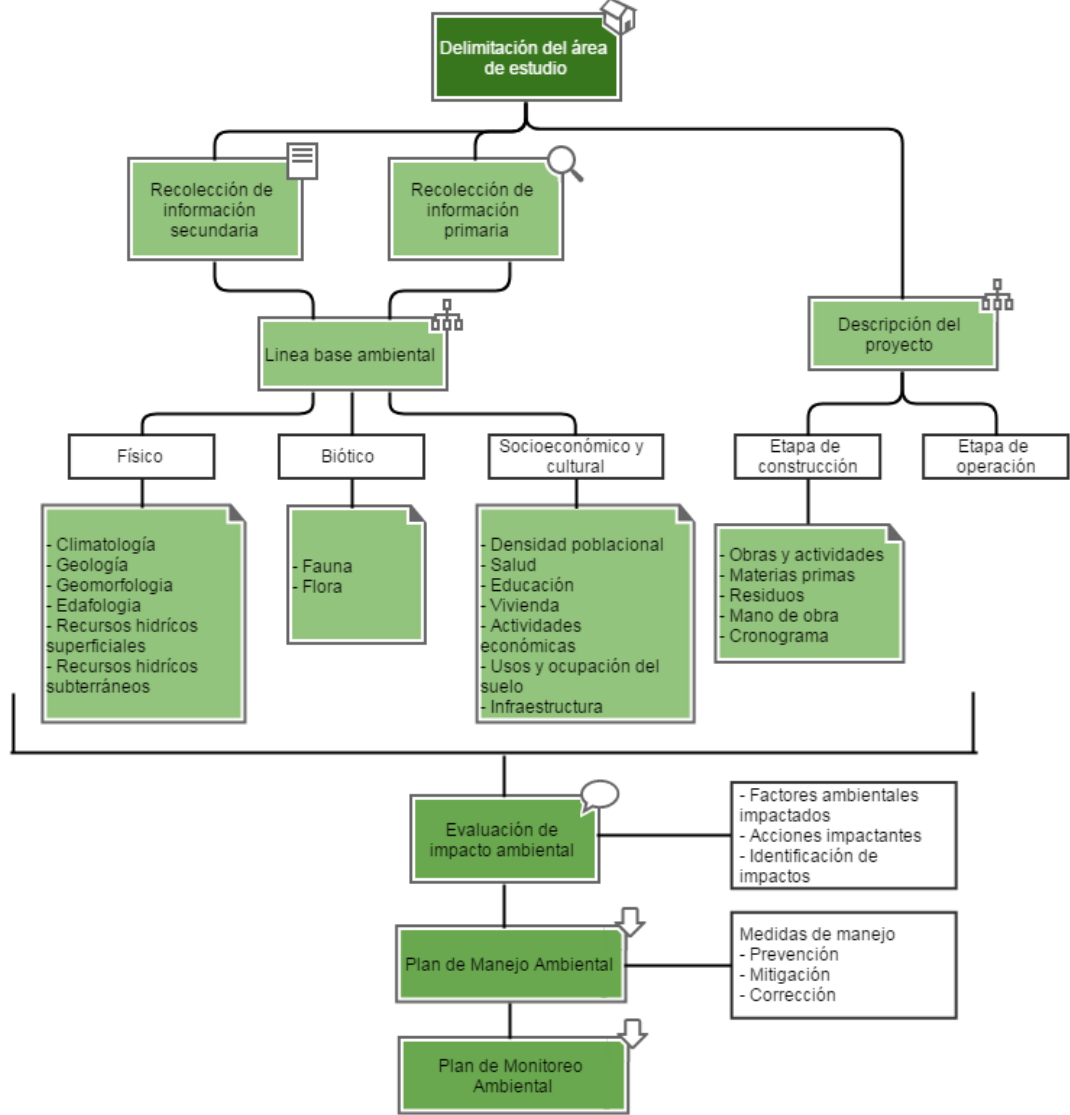 Delimitación del área
de estudio
Recolección de
información
secundaria
Recolección de
información
primaria
Linea base ambiental
Descripción del
proyecto
Físico
Biótico
Socioeconómico y
cultural
Etapa de
construcción
Etapa de
operación
- Climatología
- Geología
- Geomorfologia
- Edafologia
- Recursos hidrícos
superficiales
- Recursos hidrícos
subterráneos
- Fauna
- Flora
- Densidad poblacional
- Salud
- Educación
- Vivienda
- Actividades
económicas
- Usos y ocupación del
suelo
- Infraestructura
- Obras y actividades
- Materias primas
- Residuos
- Mano de obra
- Cronograma
Evaluación de
impacto ambiental
- Factores ambientales
impactados
- Acciones impactantes
- Identificación de
impactos
Plan de Manejo Ambiental
Medidas de manejo
- Prevención
- Mitigación
- Corrección
Plan de Monitoreo
Ambiental